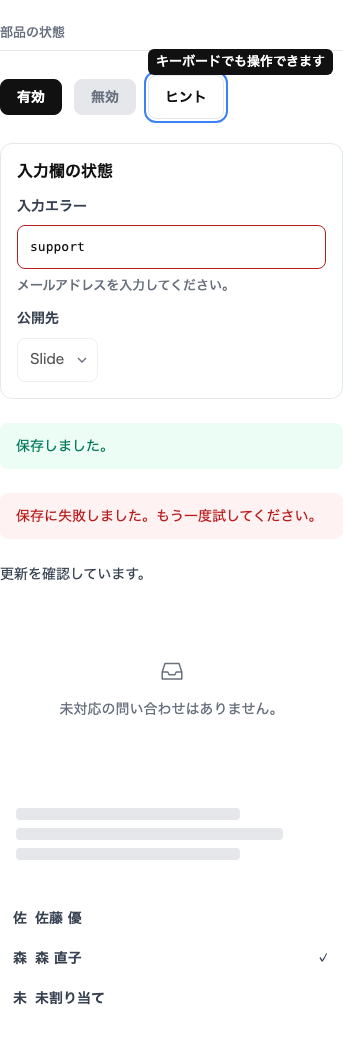 部品の状態
キーボードでも操作できます
有効
無効
ヒント
入力欄の状態
入力エラー
support
メールアドレスを入力してください。
公開先
Slide
保存しました。
保存に失敗しました。もう一度試してください。
更新を確認しています。
未対応の問い合わせはありません。
佐 佐藤 優
森 森 直子 ✓
未 未割り当て